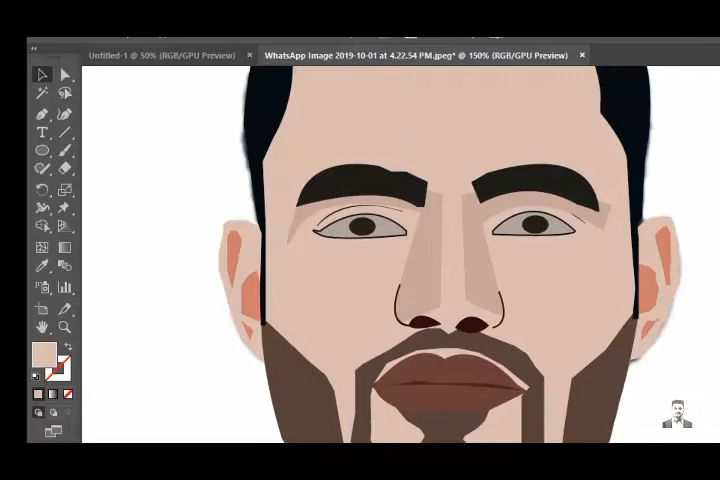 Untitled-1 @ 50% (RGB/GPU Preview) ×
WhatsApp Image 2019-10-01 at 4.22.54 PM.jpeg* @ 150% (RGB/GPU Preview) ×